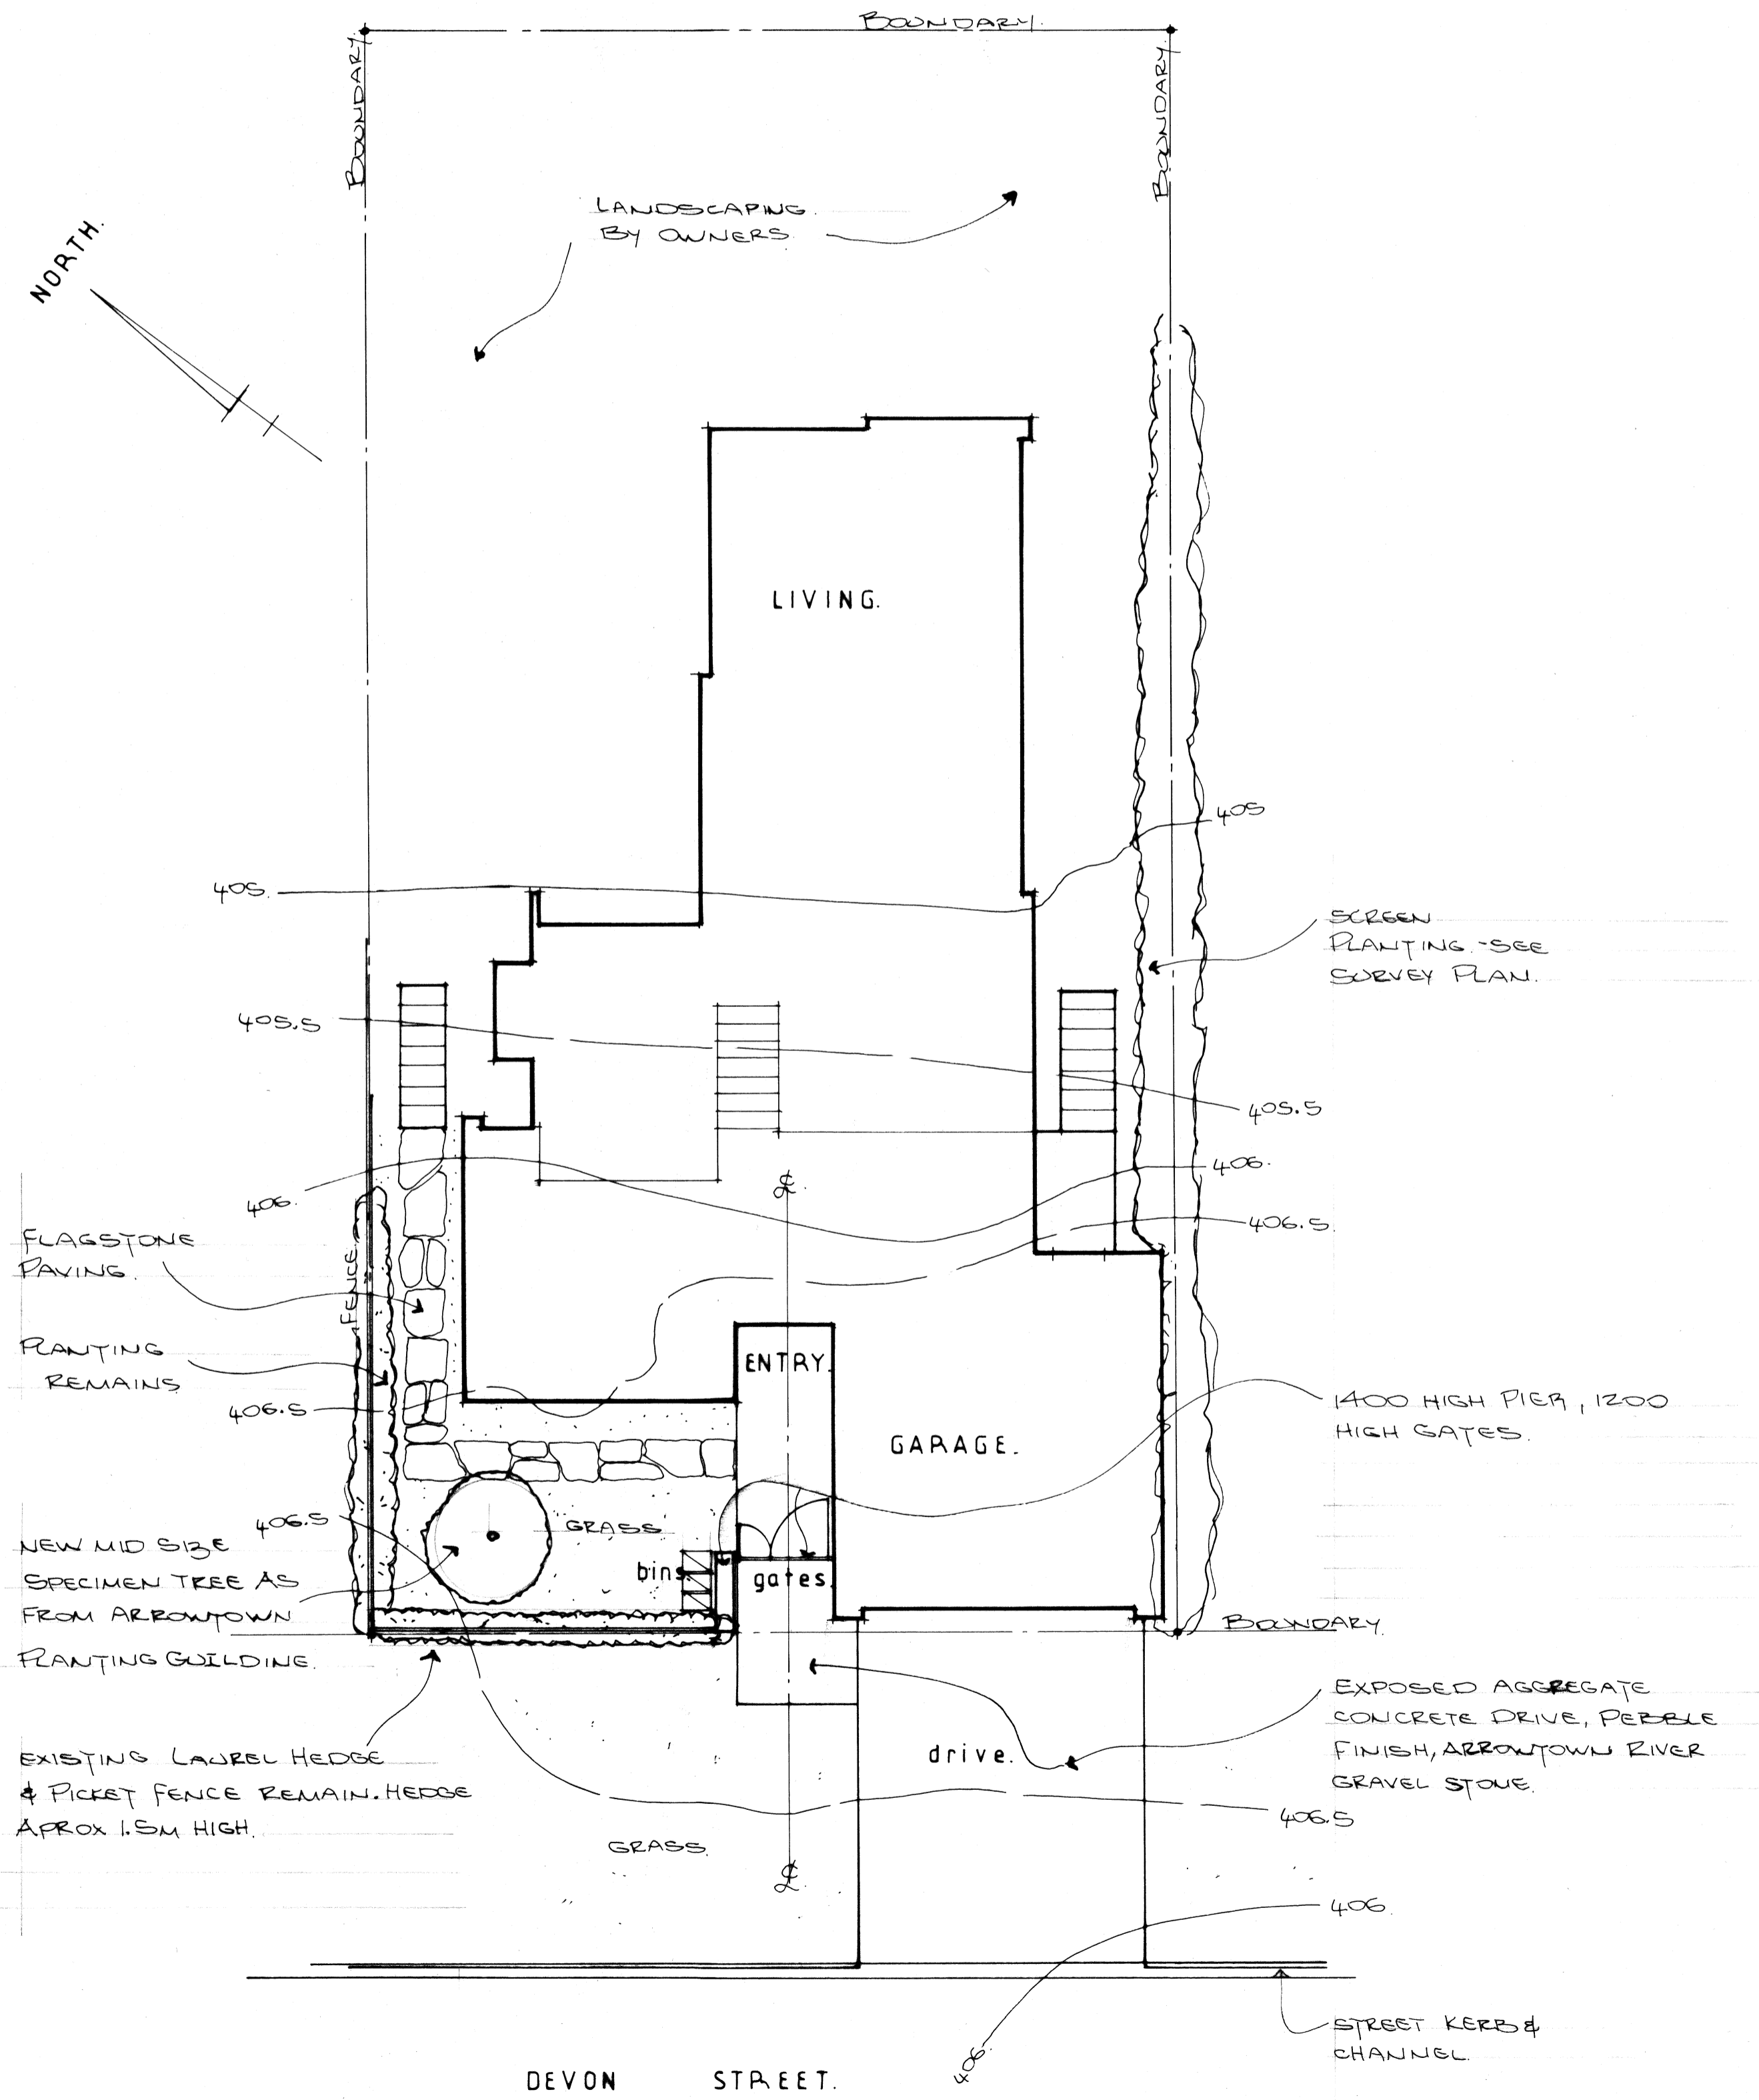 BOUNDARY.
BOUNDARY.
BOUNDARY.
LANDSCAPING.
BY OWNERS.
NORTH.
LIVING.
405
405.
SCREEN
PLANTING.-SEE
SURVEY PLAN.
405.5
405.5
406.
406.
406.5.
℄
FLAGSTONE
PAVING.
FENCE.
PLANTING
REMAINS
ENTRY.
406.5
1400 HIGH PIER, 1200
HIGH GATES.
GARAGE.
406.5
GRASS
NEW MID SIZE
SPECIMEN TREE AS
FROM ARROWTOWN
PLANTING GUILDINE.
bins.
gates.
BOUNDARY.
EXPOSED AGGREGATE
CONCRETE DRIVE, PEBBLE
FINISH, ARROWTOWN RIVER
GRAVEL STONE.
drive.
EXISTING LAUREL HEDGE
& PICKET FENCE REMAIN. HEDGE
APROX 1.5M HIGH.
406.5
GRASS.
℄
406.
STREET KERB &
CHANNEL.
406.
DEVON STREET.